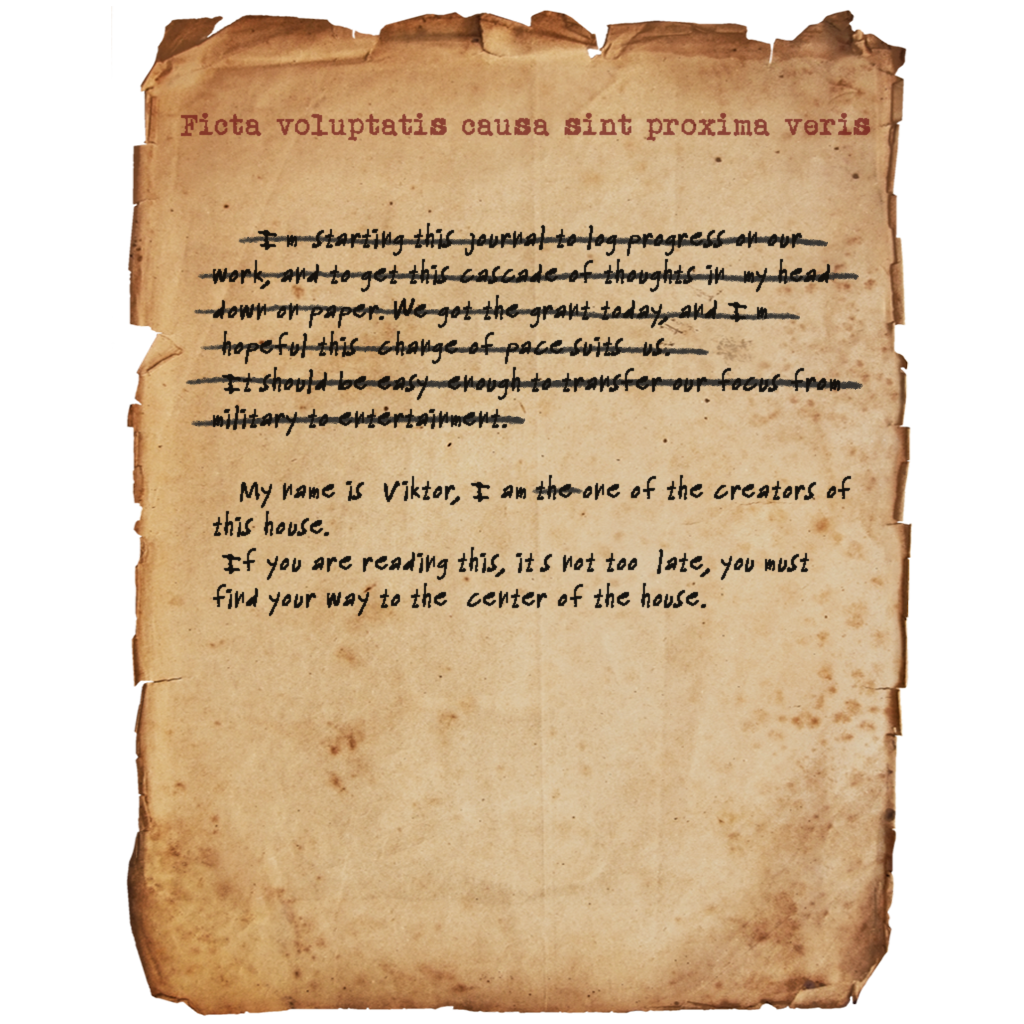 Ficta voluptatis causa sint proxima veris
I m starting this journal to log progress on our
work, and to get this cascade of thoughts in my head
down on paper. We got the grant today, and I m
hopeful this change of pace suits us.
It should be easy enough to transfer our focus from
military to entertainment.
My name is Viktor, I am the one of the creators of
this house.
If you are reading this, it s not too late, you must
find your way to the center of the house.